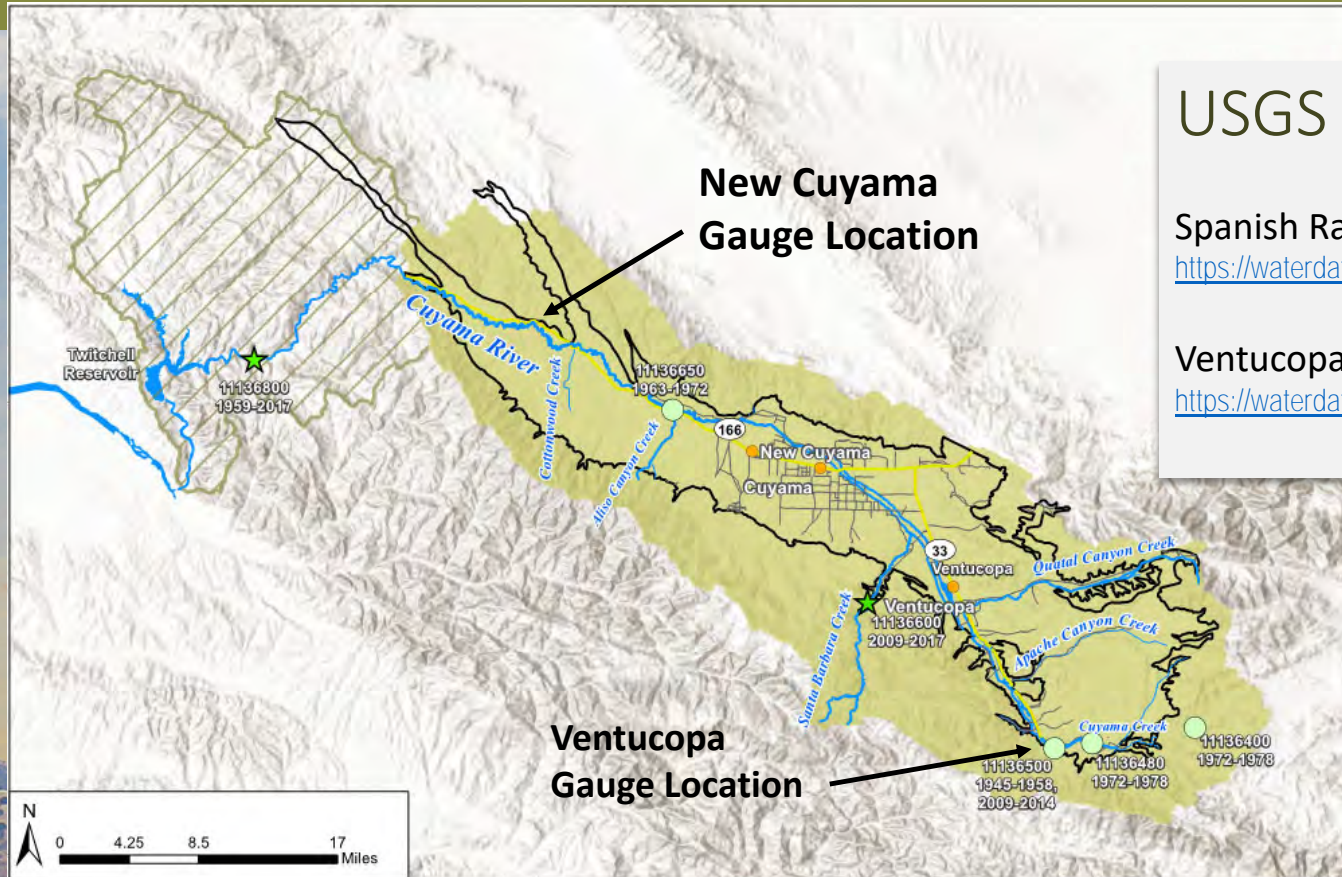 New Cuyama
Gauge Location
USGS
Spanish
https://waterda
Ventucopa
https://waterda
Cuyama River
Twitchell
Reservoir
11136800
1959-2017
Cottonwood Creek
11136650
1963-1972
Aliso Canyon Creek
166
New Cuyama
Cuyama
33
Ventucopa
Quatal Canyon Creek
Ventucopa
11136600
2009-2017
Santa Barbara Creek
Apache Canyon Creek
Ventucopa
Gauge Location
Cuyama Creek
11136500
1945-1958,
2009-2014
11136480
1972-1978
11136400
1972-1978
N
0 4.25 8.5 17
Miles